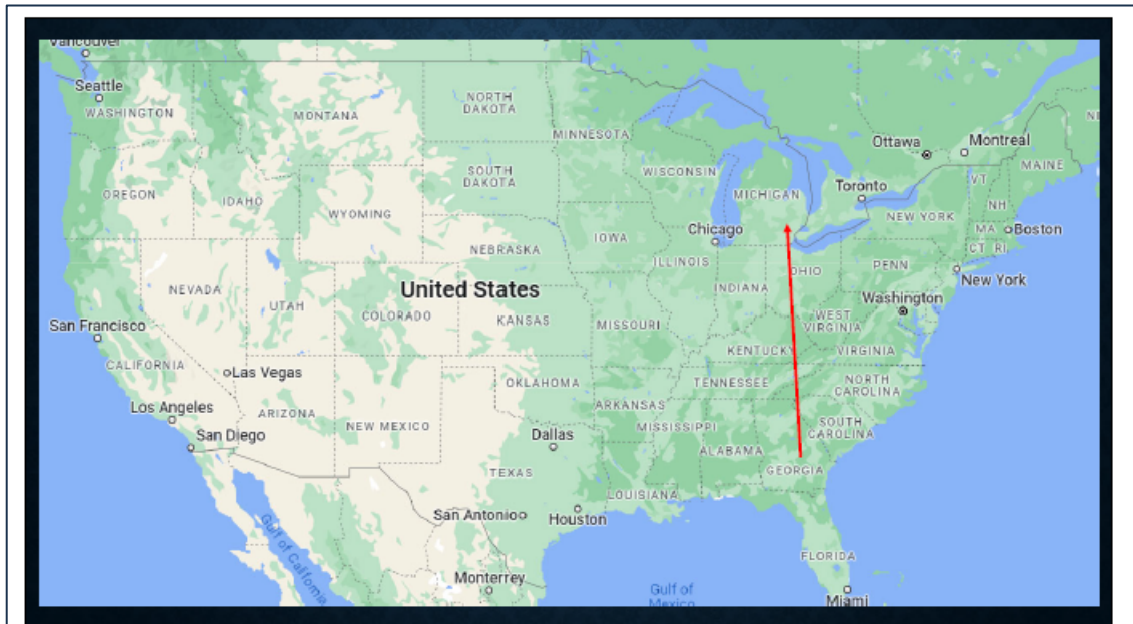 Vancouver
Seattle
WASHINGTON
MONTANA
NORTH
DAKOTA
MINNESOTA
Ottawa
Montreal
MAINE
SOUTH
DAKOTA
WISCONSIN
MICHIGAN
Toronto
VT
NH
OREGON
IDAHO
WYOMING
NEW YORK
MA
Boston
CT
RI
Chicago
IOWA
NEBRASKA
ILLINOIS
INDIANA
OHIO
PENN
New York
NEVADA
UTAH
COLORADO
United States
KANSAS
MISSOURI
Washington
WEST
VIRGINIA
San Francisco
CALIFORNIA
Las Vegas
KENTUCKY
VIRGINIA
OKLAHOMA
TENNESSEE
NORTH
CAROLINA
Los Angeles
ARIZONA
NEW MEXICO
ARKANSAS
MISSISSIPPI
SOUTH
CAROLINA
San Diego
Dallas
ALABAMA
TEXAS
GEORGIA
LOUISIANA
San Antonio
Houston
Gulf of California
FLORIDA
Monterrey
Gulf of
Mexico
Miami